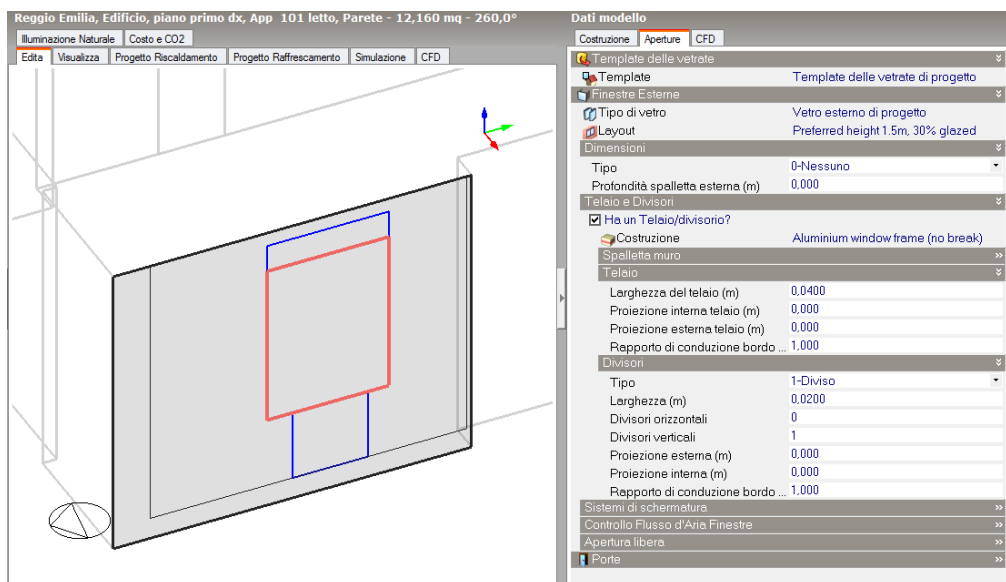 Reggio Emilia, Edificio, piano primo dx, App 101 letto, Parete - 12,160 mq - 260,0°
Illuminazione Naturale Costo e CO2
Edita Visualizza Progetto Riscaldamento Progetto Raffrescamento Simulazione CFD
Dati modello
Costruzione Aperture CFD
Template delle vetrate
Template Template delle vetrate di progetto
Finestre Esterne
Tipo di vetro Vetro esterno di progetto
Layout Preferred height 1.5m, 30% glazed
Dimensioni
Tipo 0-Nessuno
Profondità spalletta esterna (m) 0,000
Telaio e Divisori
Ha un Telaio/divisorio?
Costruzione Aluminium window frame (no break)
Spalletta muro
Telaio
Larghezza del telaio (m) 0,0400
Proiezione interna telaio (m) 0,000
Proiezione esterna telaio (m) 0,000
Rapporto di conduzione bordo ... 1,000
Divisori
Tipo 1-Diviso
Larghezza (m) 0,0200
Divisori orizzontali 0
Divisori verticali 1
Proiezione esterna (m) 0,000
Proiezione interna (m) 0,000
Rapporto di conduzione bordo ... 1,000
Sistemi di schermatura
Controllo Flusso d'Aria Finestre
Apertura libera
Porte